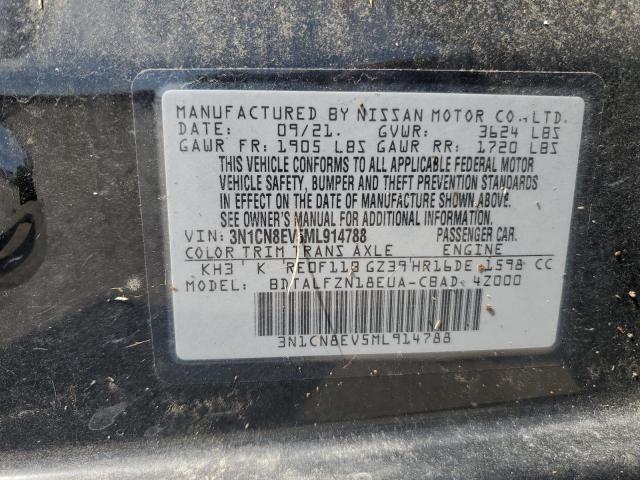 MANUFACTURED BY NISSAN MOTOR CO.,LTD.
DATE: 09/21. GVWR: 3624 LBS
GAWR FR: 1905 LBS GAWR RR: 1720 LBS
THIS VEHICLE CONFORMS TO ALL APPLICABLE FEDERAL MOTOR
VEHICLE SAFETY, BUMPER AND THEFT PREVENTION STANDARDS
IN EFFECT ON THE DATE OF MANUFACTURE SHOWN ABOVE.
SEE OWNER'S MANUAL FOR ADDITIONAL INFORMATION.
VIN: 3N1CN8EV5ML914788 PASSENGER CAR.
COLOR TRIM TRANS AXLE ENGINE
KH3 K RE0F11B GZ39 HR16DE 1598 CC
MODEL: BDTALFZN18EUA-CBAD 4Z000
3N1CN8EV5ML914788